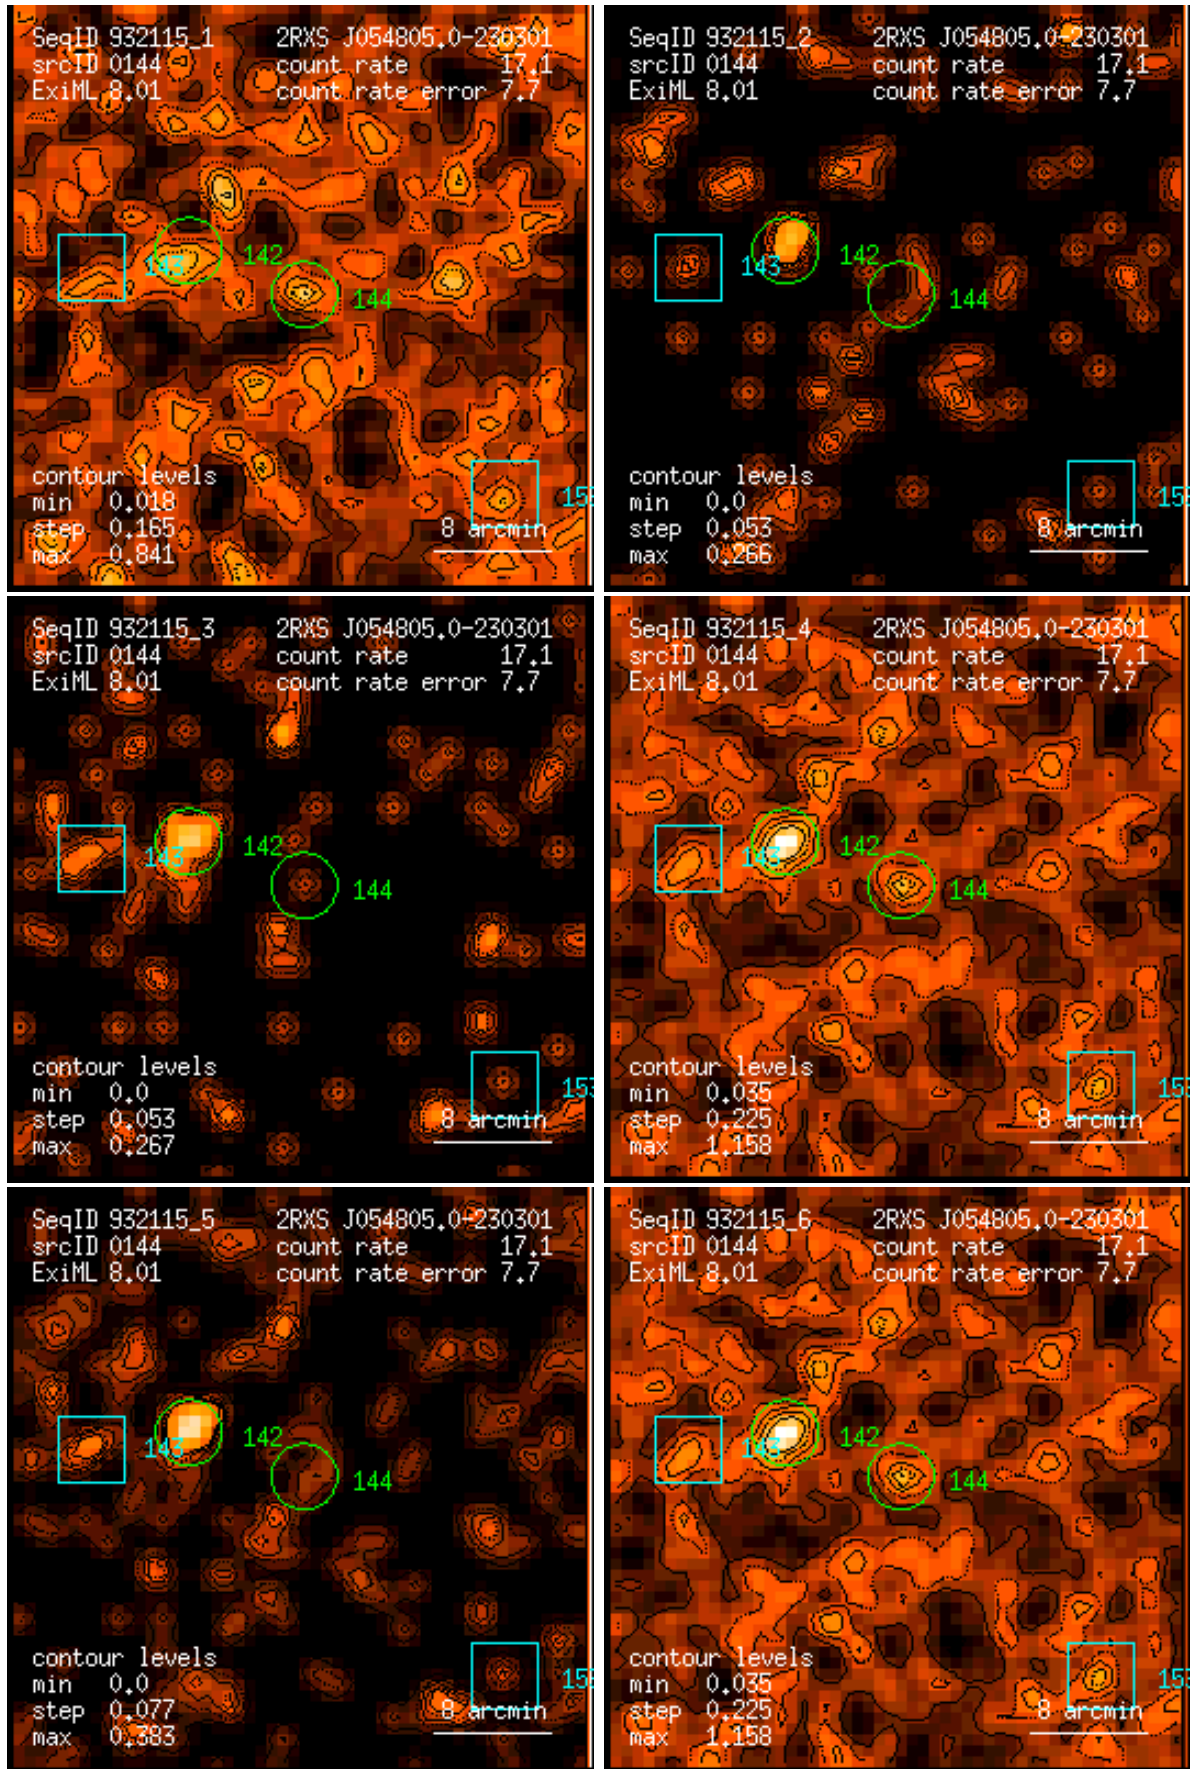 SeqID 932115_1 2RXS J054805.0-230301
srcID 0144 count rate 17.1
ExiML 8.01 count rate error 7.7
142
143
144
contour levels
min 0.018
153
step 0.165 8 arcmin
max 0.841
SeqID 932115_2 2RXS J054805.0-230301
srcID 0144 count rate 17.1
ExiML 8.01 count rate error 7.7
142
143
144
contour levels
min 0.0
153
step 0.053 8 arcmin
max 0.266
SeqID 932115_3 2RXS J054805.0-230301
srcID 0144 count rate 17.1
ExiML 8.01 count rate error 7.7
142
143
144
contour levels
min 0.0
153
step 0.053 8 arcmin
max 0.267
SeqID 932115_4 2RXS J054805.0-230301
srcID 0144 count rate 17.1
ExiML 8.01 count rate error 7.7
142
143
144
contour levels
min 0.035
153
step 0.225 8 arcmin
max 1.158
SeqID 932115_5 2RXS J054805.0-230301
srcID 0144 count rate 17.1
ExiML 8.01 count rate error 7.7
142
143
144
contour levels
min 0.0
153
step 0.077 8 arcmin
max 0.383
SeqID 932115_6 2RXS J054805.0-230301
srcID 0144 count rate 17.1
ExiML 8.01 count rate error 7.7
142
143
144
contour levels
min 0.035
153
step 0.225 8 arcmin
max 1.158